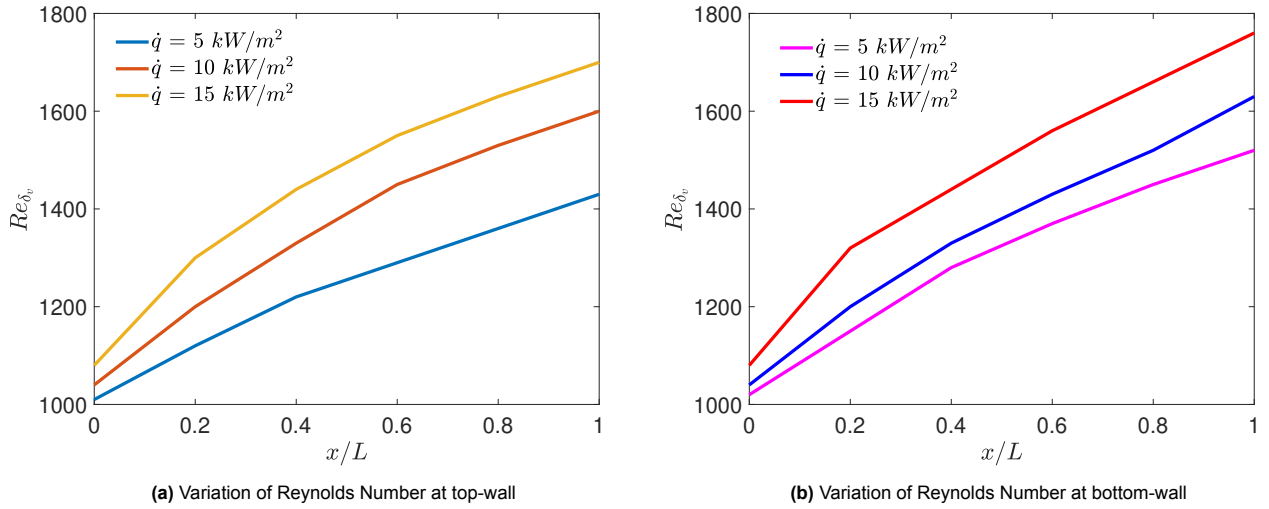 1800
1600
1400
1200
1000
0
0.2
0.4
0.6
0.8
1
Re_{δ_v}
x/L
q̇ = 5 kW/m²
q̇ = 10 kW/m²
q̇ = 15 kW/m²
(a) Variation of Reynolds Number at top-wall
1800
1600
1400
1200
1000
0
0.2
0.4
0.6
0.8
1
Re_{δ_v}
x/L
q̇ = 5 kW/m²
q̇ = 10 kW/m²
q̇ = 15 kW/m²
(b) Variation of Reynolds Number at bottom-wall